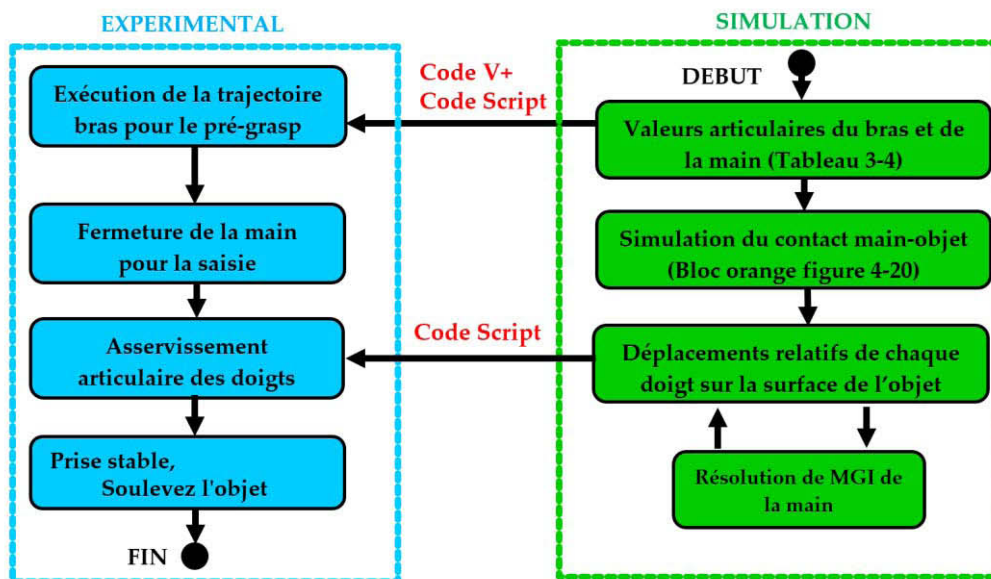 EXPERIMENTAL
Exécution de la trajectoire
bras pour le pré-grasp
Fermeture de la main
pour la saisie
Asservissement
articulaire des doigts
Prise stable,
Soulevez l'objet
FIN
Code V+
Code Script
Code Script
SIMULATION
DEBUT
Valeurs articulaires du bras et de
la main (Tableau 3-4)
Simulation du contact main-objet
(Bloc orange figure 4-20)
Déplacements relatifs de chaque
doigt sur la surface de l’objet
Résolution de MGI de
la main